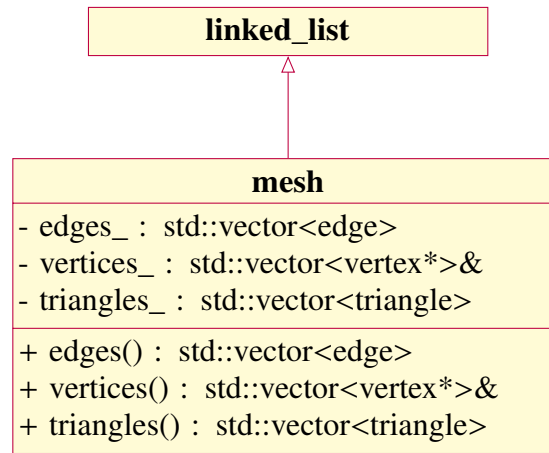 linked_list
mesh
- edges_ : std::vector<edge>
- vertices_ : std::vector<vertex*>&
- triangles_ : std::vector<triangle>
+ edges() : std::vector<edge>
+ vertices() : std::vector<vertex*>&
+ triangles() : std::vector<triangle>